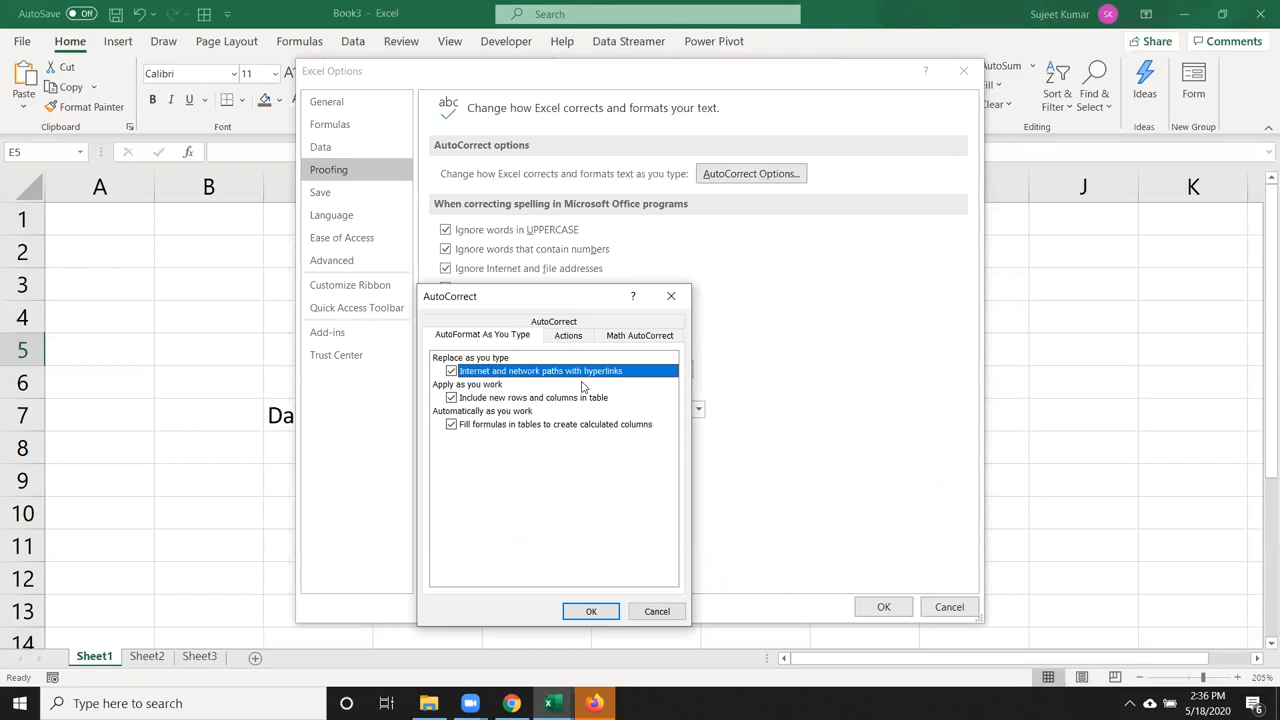 AutoSave Off Book3 - Excel Search Sujeet Kumar SK
File Home Insert Draw Page Layout Formulas Data Review View Developer Help Data Streamer Power Pivot Share Comments
Paste Cut Copy Format Painter
Clipboard
Calibri 11
B I U
Font
AutoSum
Fill
Clear
Sort & Filter
Find & Select
Editing
Ideas
Ideas
Form
New Group
E5 fx
A B J K
1
2
3
4
5
6
7 Da
8
9
10
11
12
13
14
Excel Options ?
General
Formulas
Data
Proofing
Save
Language
Ease of Access
Advanced
Customize Ribbon
Quick Access Toolbar
Add-ins
Trust Center
abc Change how Excel corrects and formats your text.
AutoCorrect options
Change how Excel corrects and formats text as you type: AutoCorrect Options...
When correcting spelling in Microsoft Office programs
Ignore words in UPPERCASE
Ignore words that contain numbers
Ignore Internet and file addresses
AutoCorrect ?
AutoCorrect
AutoFormat As You Type Actions Math AutoCorrect
Replace as you type
Internet and network paths with hyperlinks
Apply as you work
Include new rows and columns in table
Automatically as you work
Fill formulas in tables to create calculated columns
OK Cancel
OK Cancel
Sheet1 Sheet2 Sheet3
Ready 205%
Type here to search
2:36 PM
5/18/2020
6